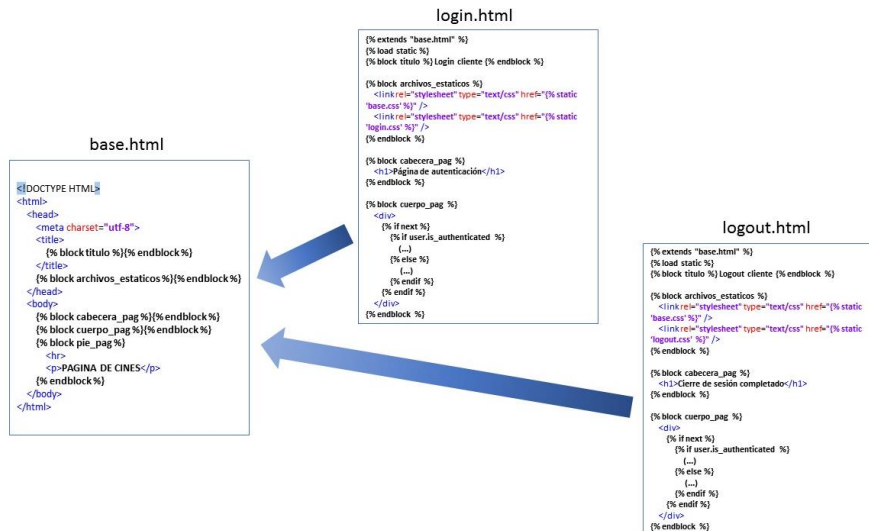 base.html
<!DOCTYPE HTML>
<html>
<head>
<meta charset="utf-8">
<title>
{% block titulo %}{% endblock %}
</title>
{% block archivos_estaticos %}{% endblock %}
</head>
<body>
{% block cabecera_pag %}{% endblock %}
{% block cuerpo_pag %}{% endblock %}
{% block pie_pag %}
<hr>
<p>PAGINA DE CINES</p>
{% endblock %}
</body>
</html>
login.html
{% extends "base.html" %}
{% load static %}
{% block titulo %} Login cliente {% endblock %}
{% block archivos_estaticos %}
<link rel="stylesheet" type="text/css" href="{% static
'base.css' %}" />
<link rel="stylesheet" type="text/css" href="{% static
'login.css' %}" />
{% endblock %}
{% block cabecera_pag %}
<h1>Página de autenticación</h1>
{% endblock %}
{% block cuerpo_pag %}
<div>
{% if next %}
{% if user.is_authenticated %}
(...)
{% else %}
(...)
{% endif %}
{% endif %}
</div>
{% endblock %}
logout.html
{% extends "base.html" %}
{% load static %}
{% block titulo %} Logout cliente {% endblock %}
{% block archivos_estaticos %}
<link rel="stylesheet" type="text/css" href="{% static
'base.css' %}" />
<link rel="stylesheet" type="text/css" href="{% static
'logout.css' %}" />
{% endblock %}
{% block cabecera_pag %}
<h1>Cierre de sesión completado</h1>
{% endblock %}
{% block cuerpo_pag %}
<div>
{% if next %}
{% if user.is_authenticated %}
(...)
{% else %}
(...)
{% endif %}
{% endif %}
</div>
{% endblock %}